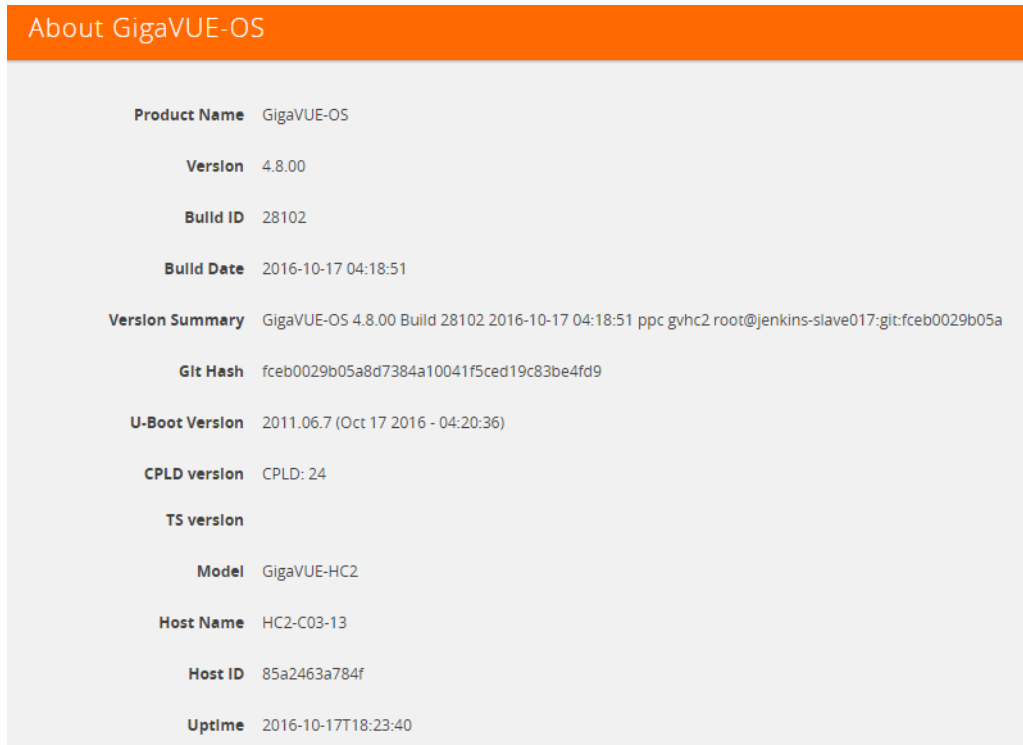 About GigaVUE-OS
Product Name GigaVUE-OS
Version 4.8.00
Build ID 28102
Build Date 2016-10-17 04:18:51
Version Summary GigaVUE-OS 4.8.00 Build 28102 2016-10-17 04:18:51 ppc gvhc2 root@jenkins-slave017:git:fceb0029b05a
Git Hash fceb0029b05a8d7384a10041f5ced19c83be4fd9
U-Boot Version 2011.06.7 (Oct 17 2016 - 04:20:36)
CPLD version CPLD: 24
TS version
Model GigaVUE-HC2
Host Name HC2-C03-13
Host ID 85a2463a784f
Uptime 2016-10-17T18:23:40